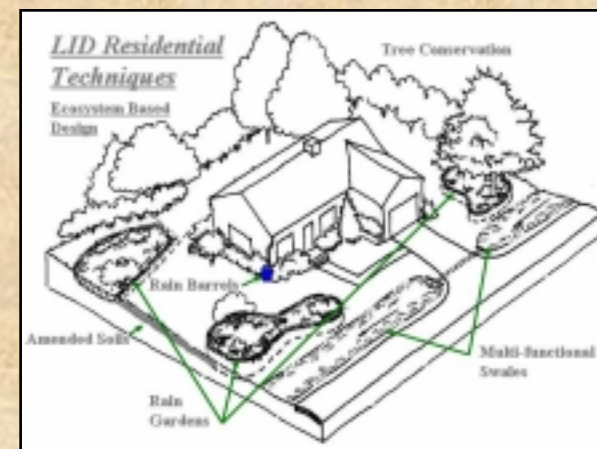 LID Residential
Techniques
Ecosystem Based
Design
Tree Conservation
Rain Barrels
Amended Soils
Multi-functional
Swales
Rain
Gardens